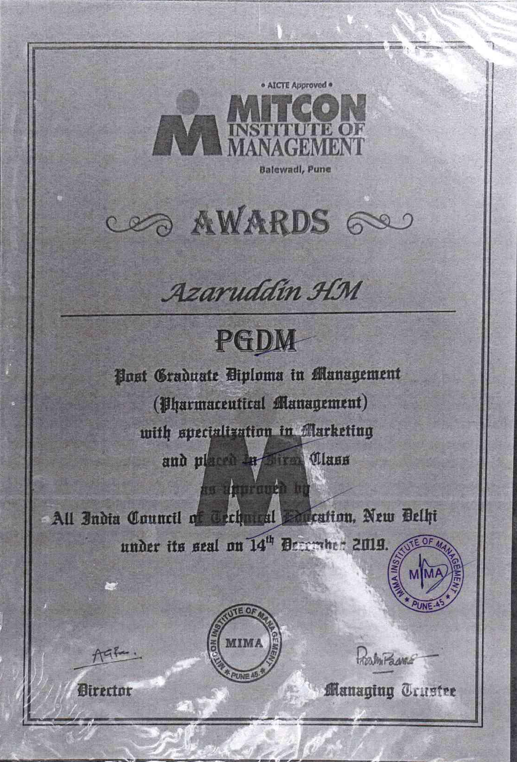 • AICTE Approved •
MITCON
INSTITUTE OF
MANAGEMENT
Balewadi, Pune
AWARDS
Azaruddin HM
PGDM
Post Graduate Diploma in Management
(Pharmaceutical Management)
with specialization in Marketing
and placed in First Class
as approved by
All India Council of Technical Education, New Delhi
under its seal on 14th December 2019.
MIMA INSTITUTE OF MANAGEMENT
MIMA
★ PUNE-45 ★
MITCON INSTITUTE OF MANAGEMENT
MIMA
★ PUNE 45 ★
Director
Managing Trustee